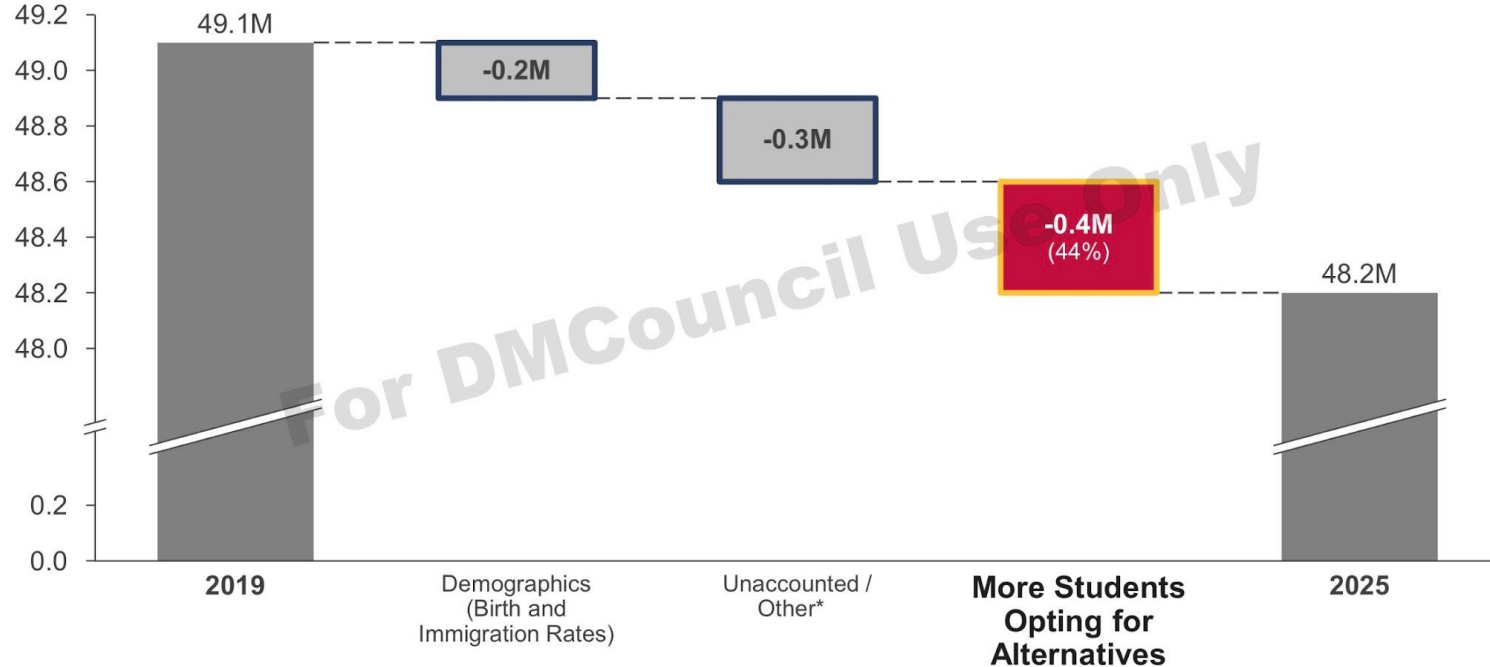 49.2
49.0
48.8
48.6
48.4
48.2
48.0
0.2
0.0
49.1M
-0.2M
-0.3M
-0.4M
(44%)
48.2M
2019
Demographics
(Birth and
Immigration Rates)
Unaccounted /
Other*
More Students
Opting for
Alternatives
2025
For DMCouncil Use Only